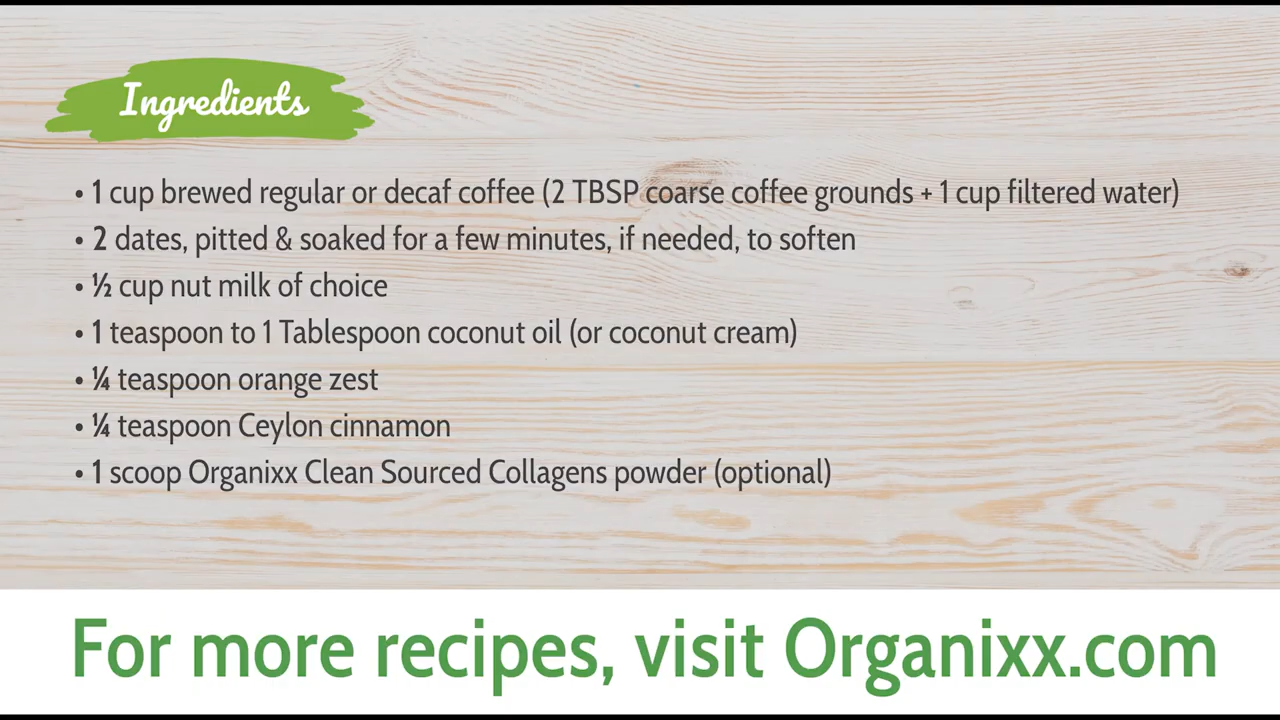 Ingredients
• 1 cup brewed regular or decaf coffee (2 TBSP coarse coffee grounds + 1 cup filtered water)
• 2 dates, pitted & soaked for a few minutes, if needed, to soften
• ½ cup nut milk of choice
• 1 teaspoon to 1 Tablespoon coconut oil (or coconut cream)
• ¼ teaspoon orange zest
• ¼ teaspoon Ceylon cinnamon
• 1 scoop Organixx Clean Sourced Collagens powder (optional)
For more recipes, visit Organixx.com